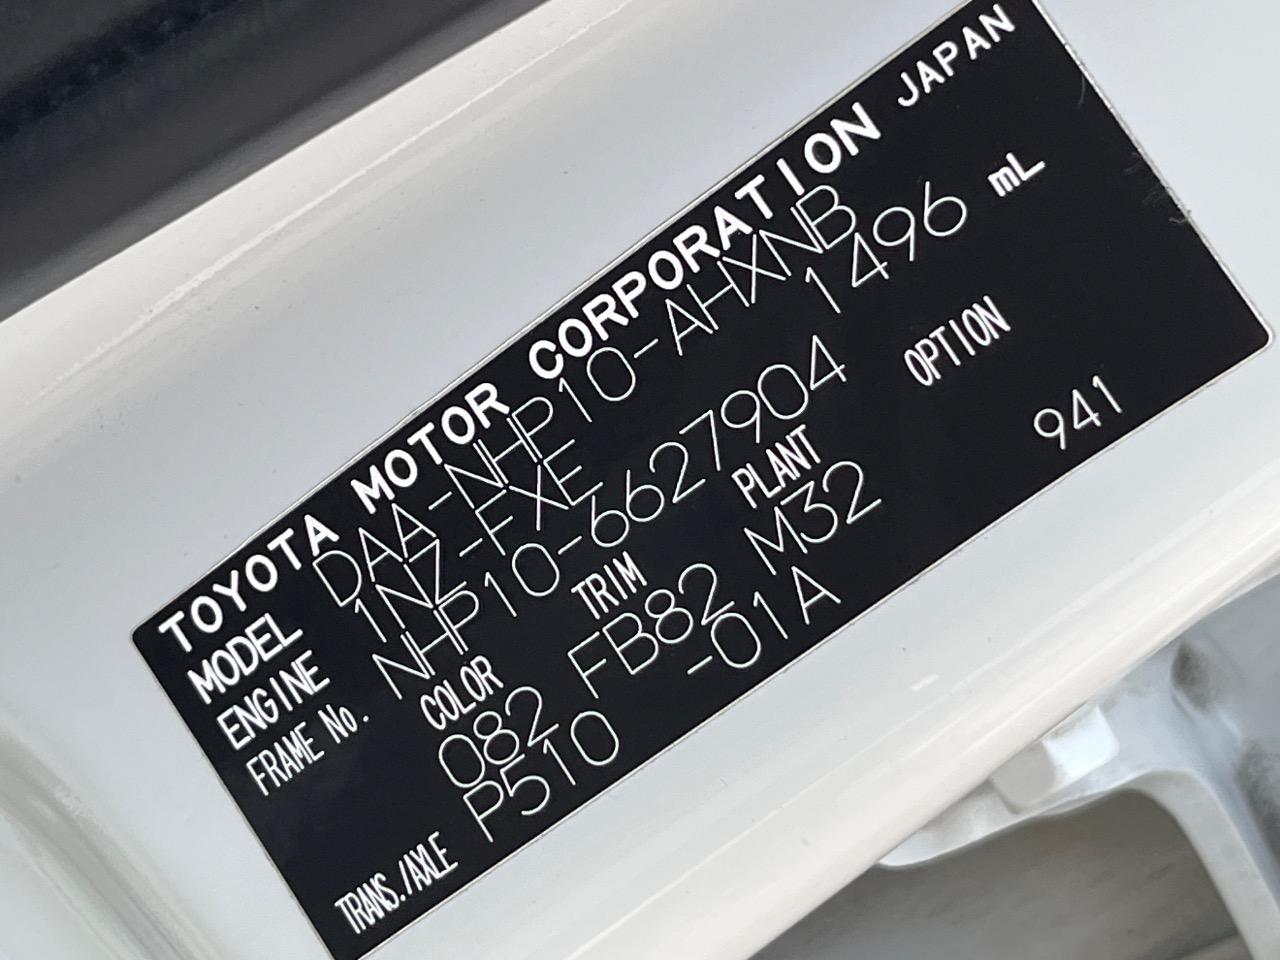 TOYOTA MOTOR CORPORATION JAPAN
MODEL DAA-NHP10-AHXNB
ENGINE 1NZ-FXE 1496 mL
FRAME No. NHP10-6627904
COLOR TRIM PLANT OPTION
082 FB82 M32 941
TRANS./AXLE P510 -01A